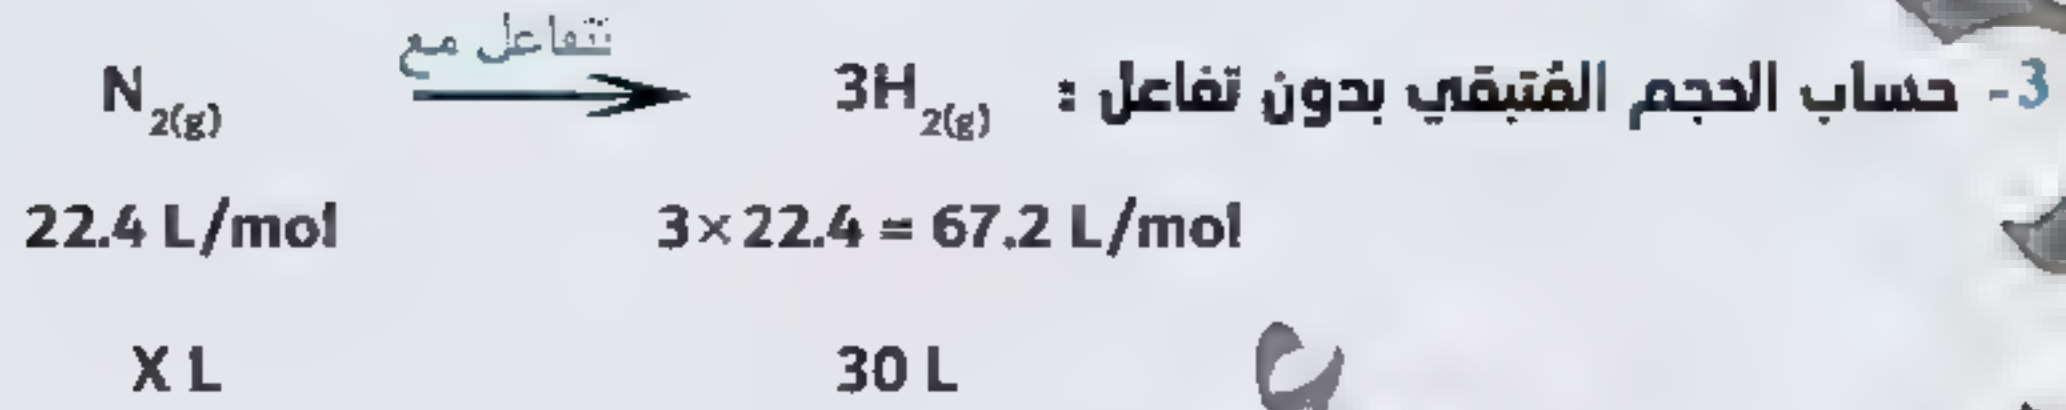 3- حساب الحجم المُتبقي بدون تفاعل :
N2(g) تتفاعل مع 3H2(g)
22.4 L/mol 3×22.4 = 67.2 L/mol
X L 30 L